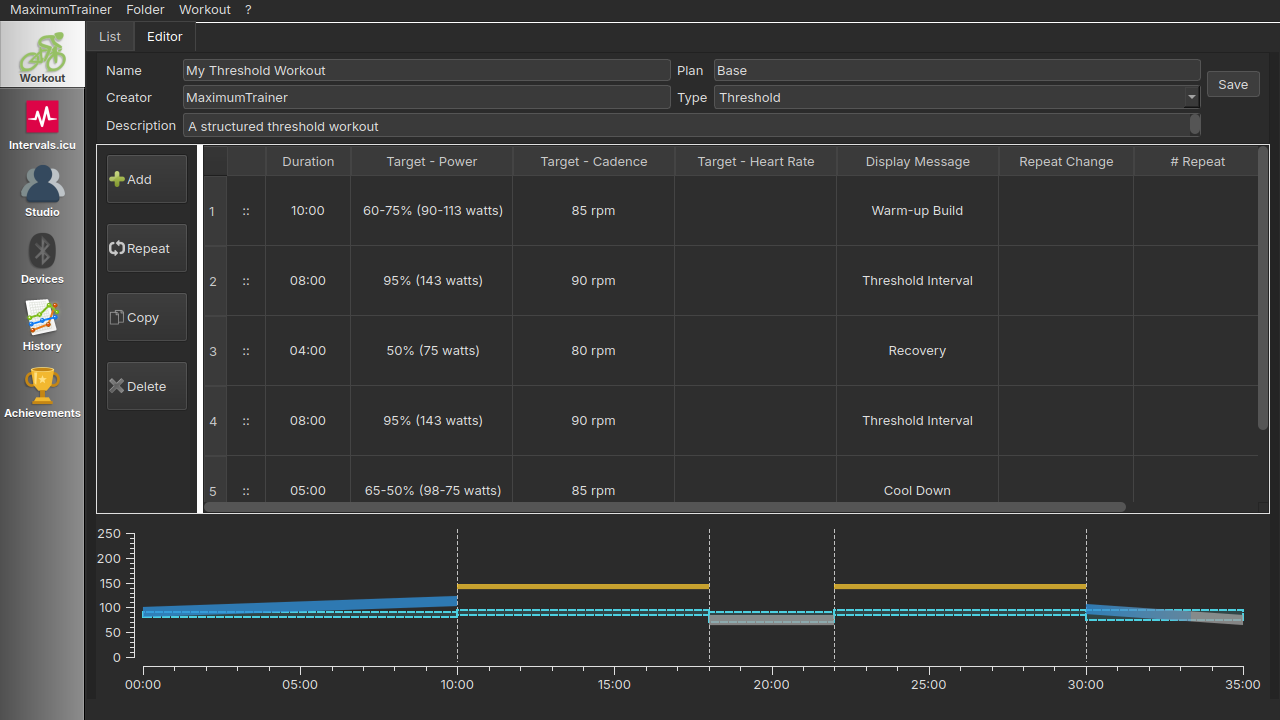 MaximumTrainer Folder Workout ?
List Editor
Workout
Intervals.icu
Studio
Devices
History
Achievements
Name My Threshold Workout Plan Base
Save
Creator MaximumTrainer Type Threshold
Description A structured threshold workout
Add
Repeat
Copy
Delete
Duration Target - Power Target - Cadence Target - Heart Rate Display Message Repeat Change # Repeat
1 :: 10:00 60-75% (90-113 watts) 85 rpm Warm-up Build
2 :: 08:00 95% (143 watts) 90 rpm Threshold Interval
3 :: 04:00 50% (75 watts) 80 rpm Recovery
4 :: 08:00 95% (143 watts) 90 rpm Threshold Interval
5 :: 05:00 65-50% (98-75 watts) 85 rpm Cool Down
250
200
150
100
50
0
00:00 05:00 10:00 15:00 20:00 25:00 30:00 35:00